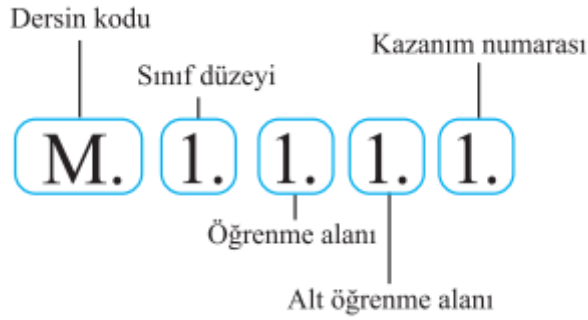 Dersin kodu
Kazanım numarası
Sınıf düzeyi
M. 1. 1. 1. 1.
Öğrenme alanı
Alt öğrenme alanı